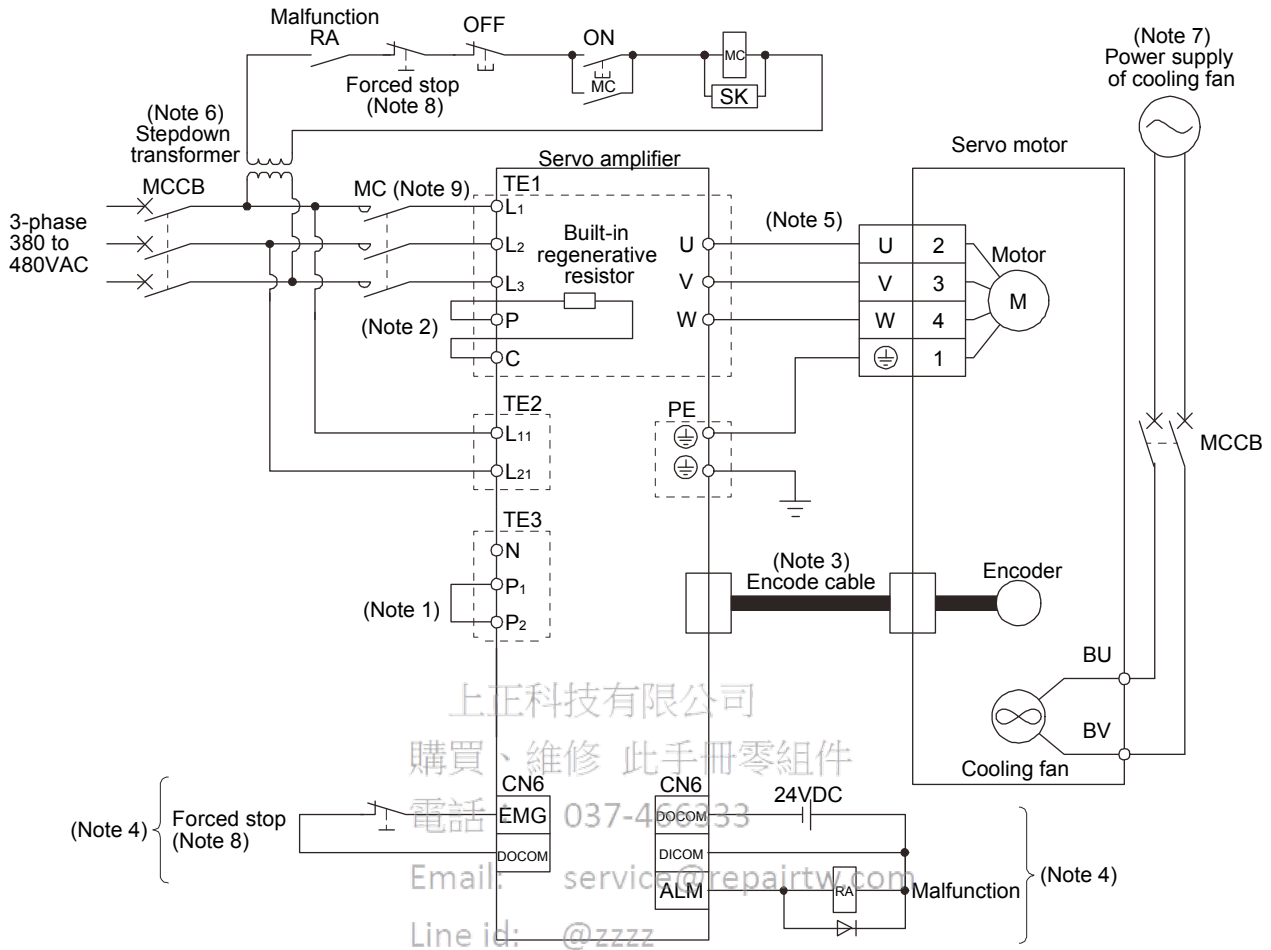 Malfunction
RA
OFF
ON
MC
MC
SK
Forced stop
(Note 8)
(Note 7)
Power supply
of cooling fan
(Note 6)
Stepdown
transformer
MCCB
MC (Note 9)
3-phase
380 to
480VAC
Servo amplifier
TE1
L1
L2
L3
P
C
(Note 2)
Built-in
regenerative
resistor
U
V
W
(Note 5)
Servo motor
U 2
V 3
W 4
1
Motor
M
TE2
L11
L21
PE
MCCB
TE3
N
P1
P2
(Note 1)
(Note 3)
Encode cable
Encoder
BU
BV
Cooling fan
上正科技有限公司
購買、維修 此手冊零組件
電話： 037-466333
Email: service@repairtw.com
Line id: @zzzz
(Note 4)
Forced stop
(Note 8)
CN6
EMG
DOCOM
CN6
DOCOM
DICOM
ALM
24VDC
RA
Malfunction
(Note 4)